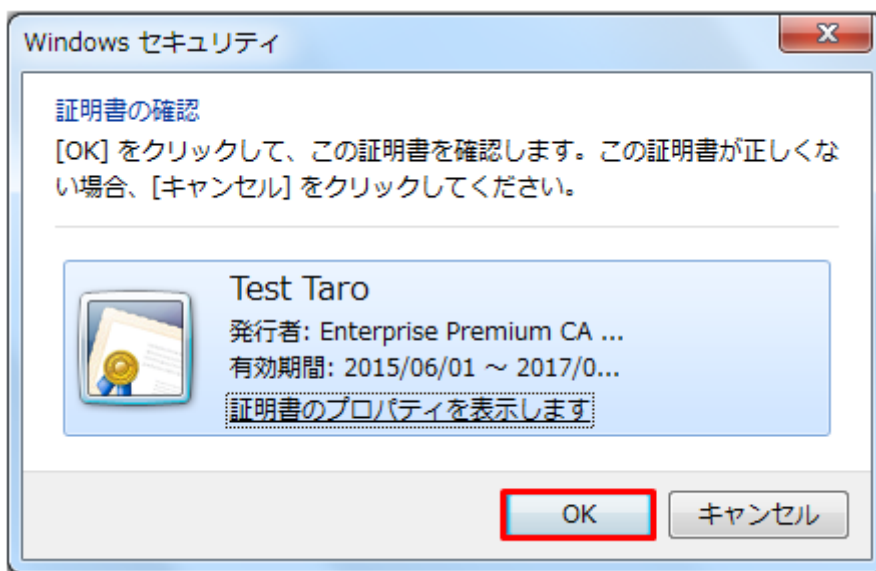 Windows セキュリティ
証明書の確認
[OK] をクリックして、この証明書を確認します。この証明書が正しくな
い場合、[キャンセル] をクリックしてください。
Test Taro
発行者: Enterprise Premium CA ...
有効期間: 2015/06/01 ～ 2017/0...
証明書のプロパティを表示します
OK
キャンセル